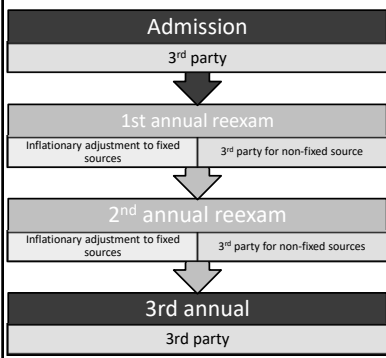 Admission
3rd party
1st annual reexam
Inflationary adjustment to fixed
sources
3rd party for non-fixed source
2nd annual reexam
Inflationary adjustment to fixed
sources
3rd party for non-fixed sources
3rd annual
3rd party